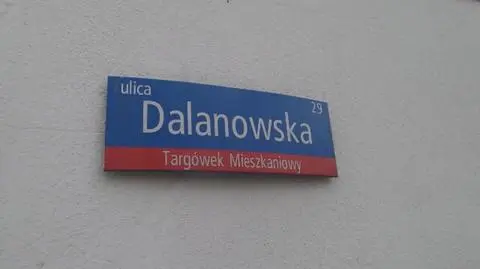 ulica 29
Dalanowska
Targówek Mieszkaniowy